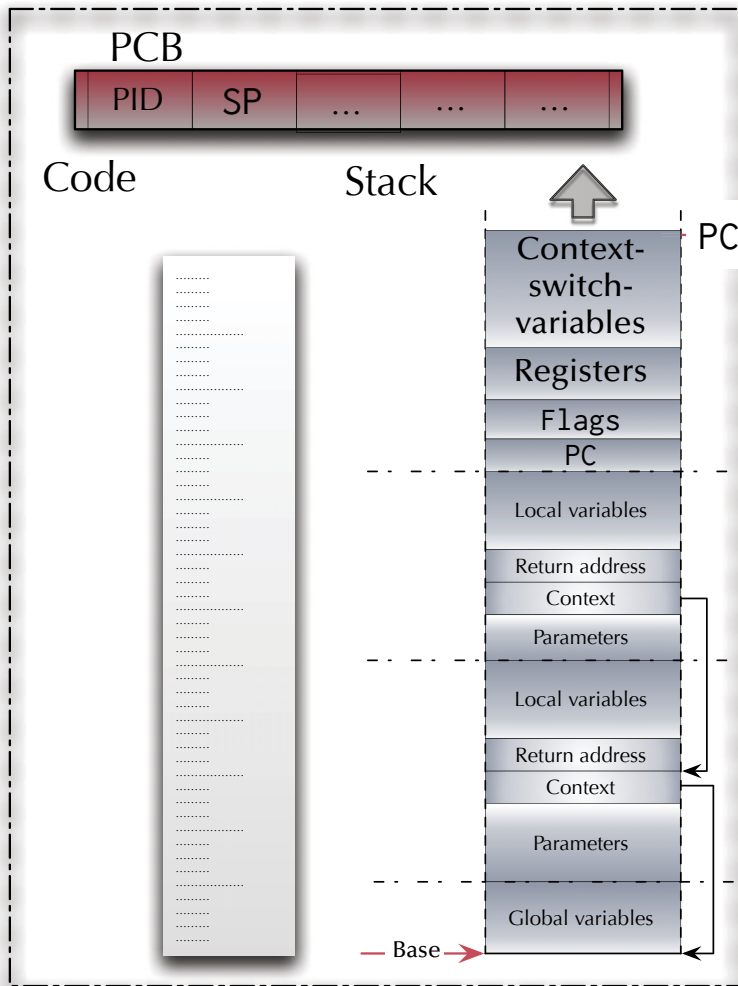 PCB
PID SP ... ... ...
Code
Stack
PC
Context-
switch-
variables
Registers
Flags
PC
Local variables
Return address
Context
Parameters
Local variables
Return address
Context
Parameters
Global variables
Base